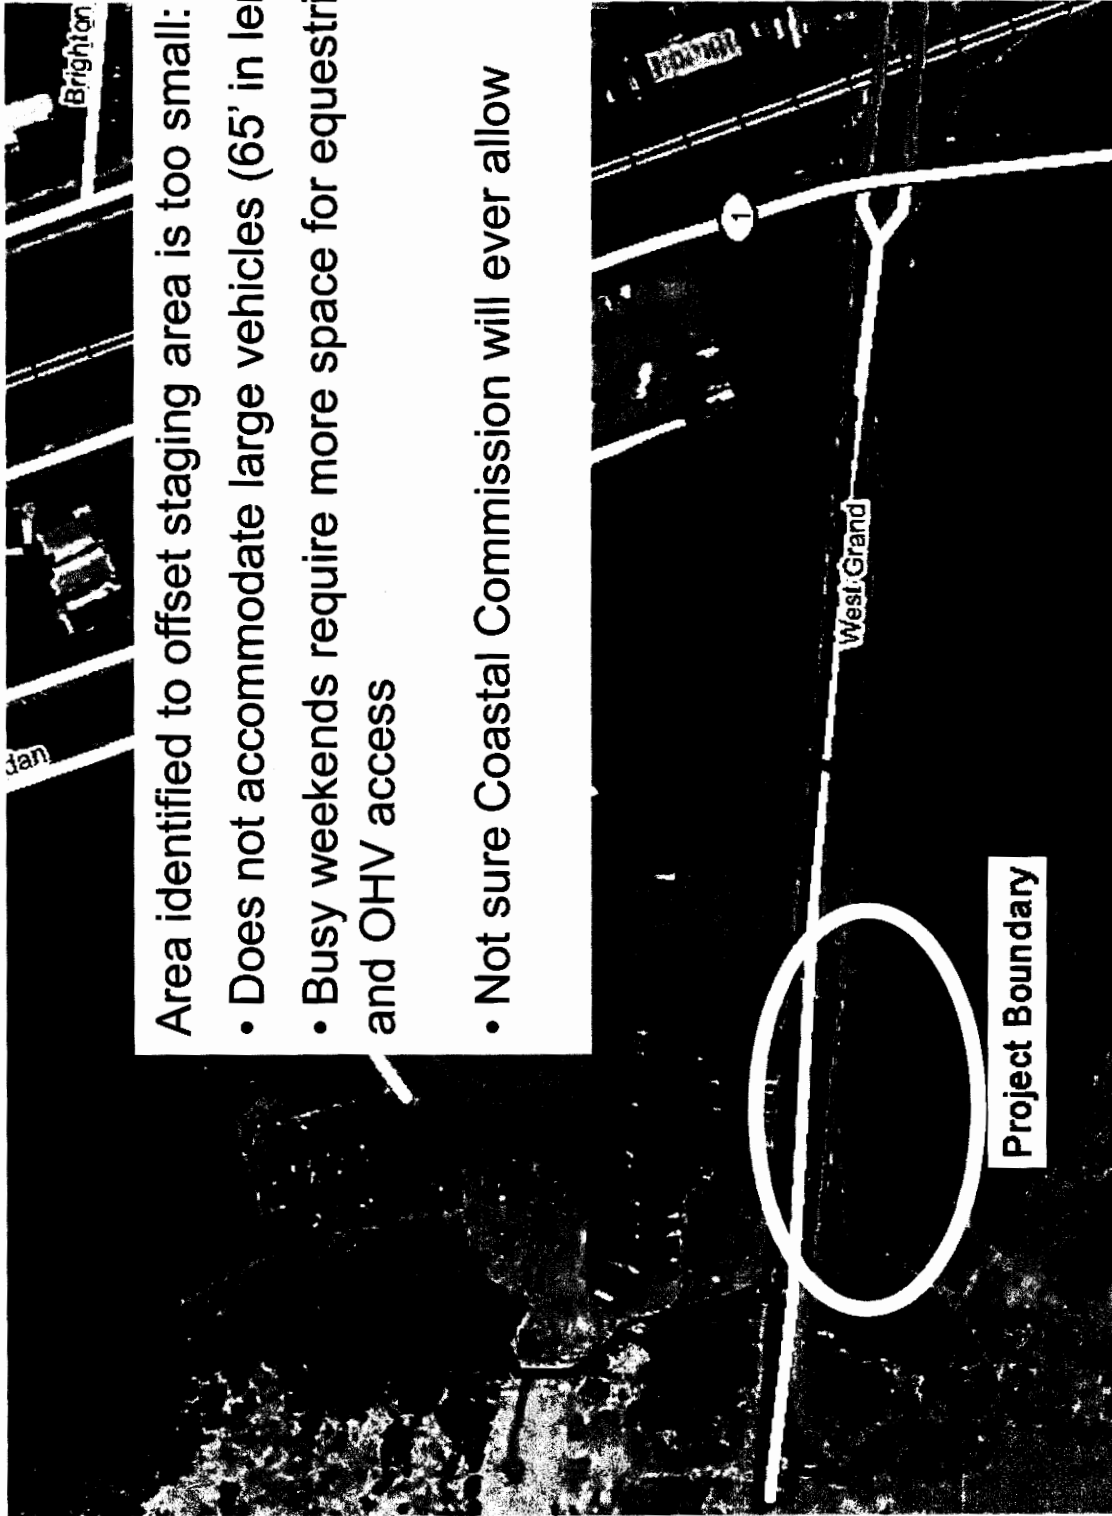 Brighton
dan
Area identified to offset staging area is too small:
• Does not accommodate large vehicles (65' in le
• Busy weekends require more space for equestri
and OHV access
• Not sure Coastal Commission will ever allow
1
West Grand
Project Boundary